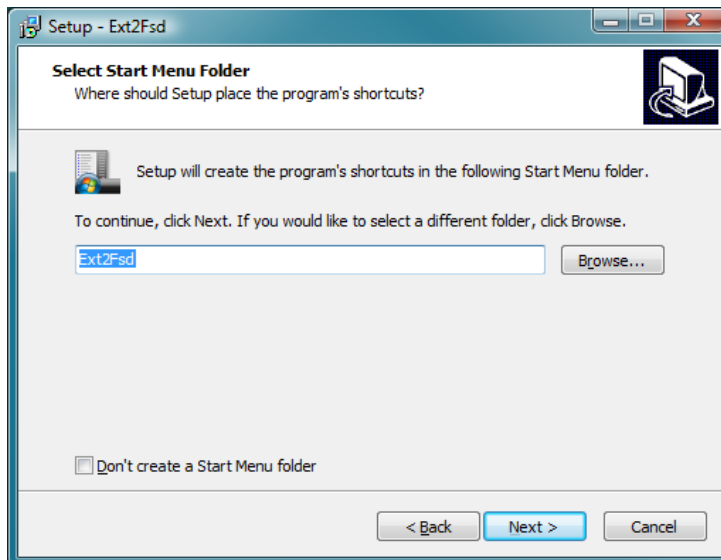 Setup - Ext2Fsd
Select Start Menu Folder
Where should Setup place the program's shortcuts?
Setup will create the program's shortcuts in the following Start Menu folder.
To continue, click Next. If you would like to select a different folder, click Browse.
Ext2Fsd
Browse...
Don't create a Start Menu folder
< Back
Next >
Cancel